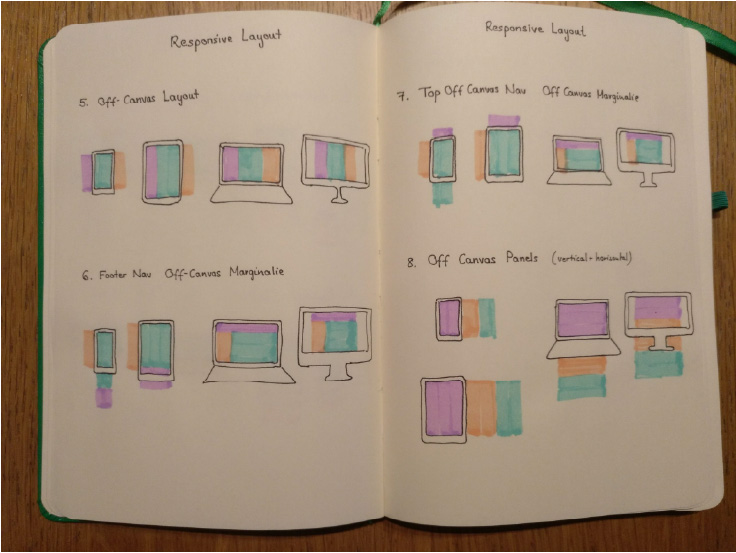 Responsive Layout
5. Off-Canvas Layout
6. Footer Nav Off-Canvas Marginalie
Responsive Layout
7. Top Off Canvas Nav Off Canvas Marginalie
8. Off Canvas Panels (vertical + horizontal)